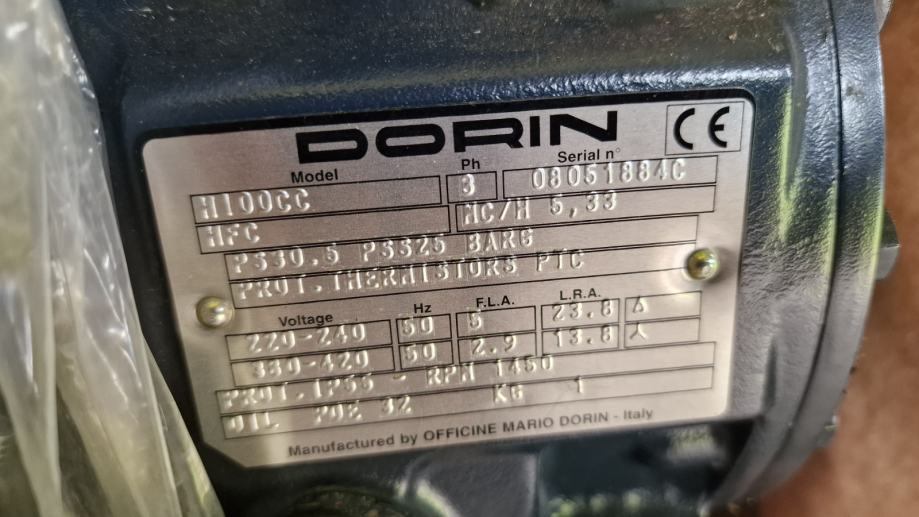 DORIN
CE
Model Ph Serial n°
H100CC 3 08051884C
HFC MC/H 5,33
PS30.5 PSS25 BARG
PROT.THERMISTORS PTC
Voltage Hz F.L.A. L.R.A.
220-240 50 5 23.8 Δ
380-420 50 2.9 13.8 人
PROT.IP55 - RPM 1450
OIL POE 32 KG 1
Manufactured by OFFICINE MARIO DORIN - Italy